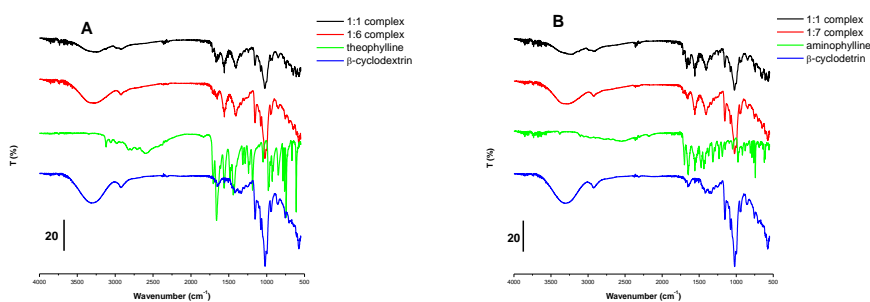 A
1:1 complex
1:6 complex
theophylline
β-cyclodextrin
T (%)
20
4000 3500 3000 2500 2000 1500 1000 500
Wavenumber (cm-1)
B
1:1 complex
1:7 complex
aminophylline
β-cyclodetrin
T (%)
20
4000 3500 3000 2500 2000 1500 1000 500
Wavenumber (cm-1)